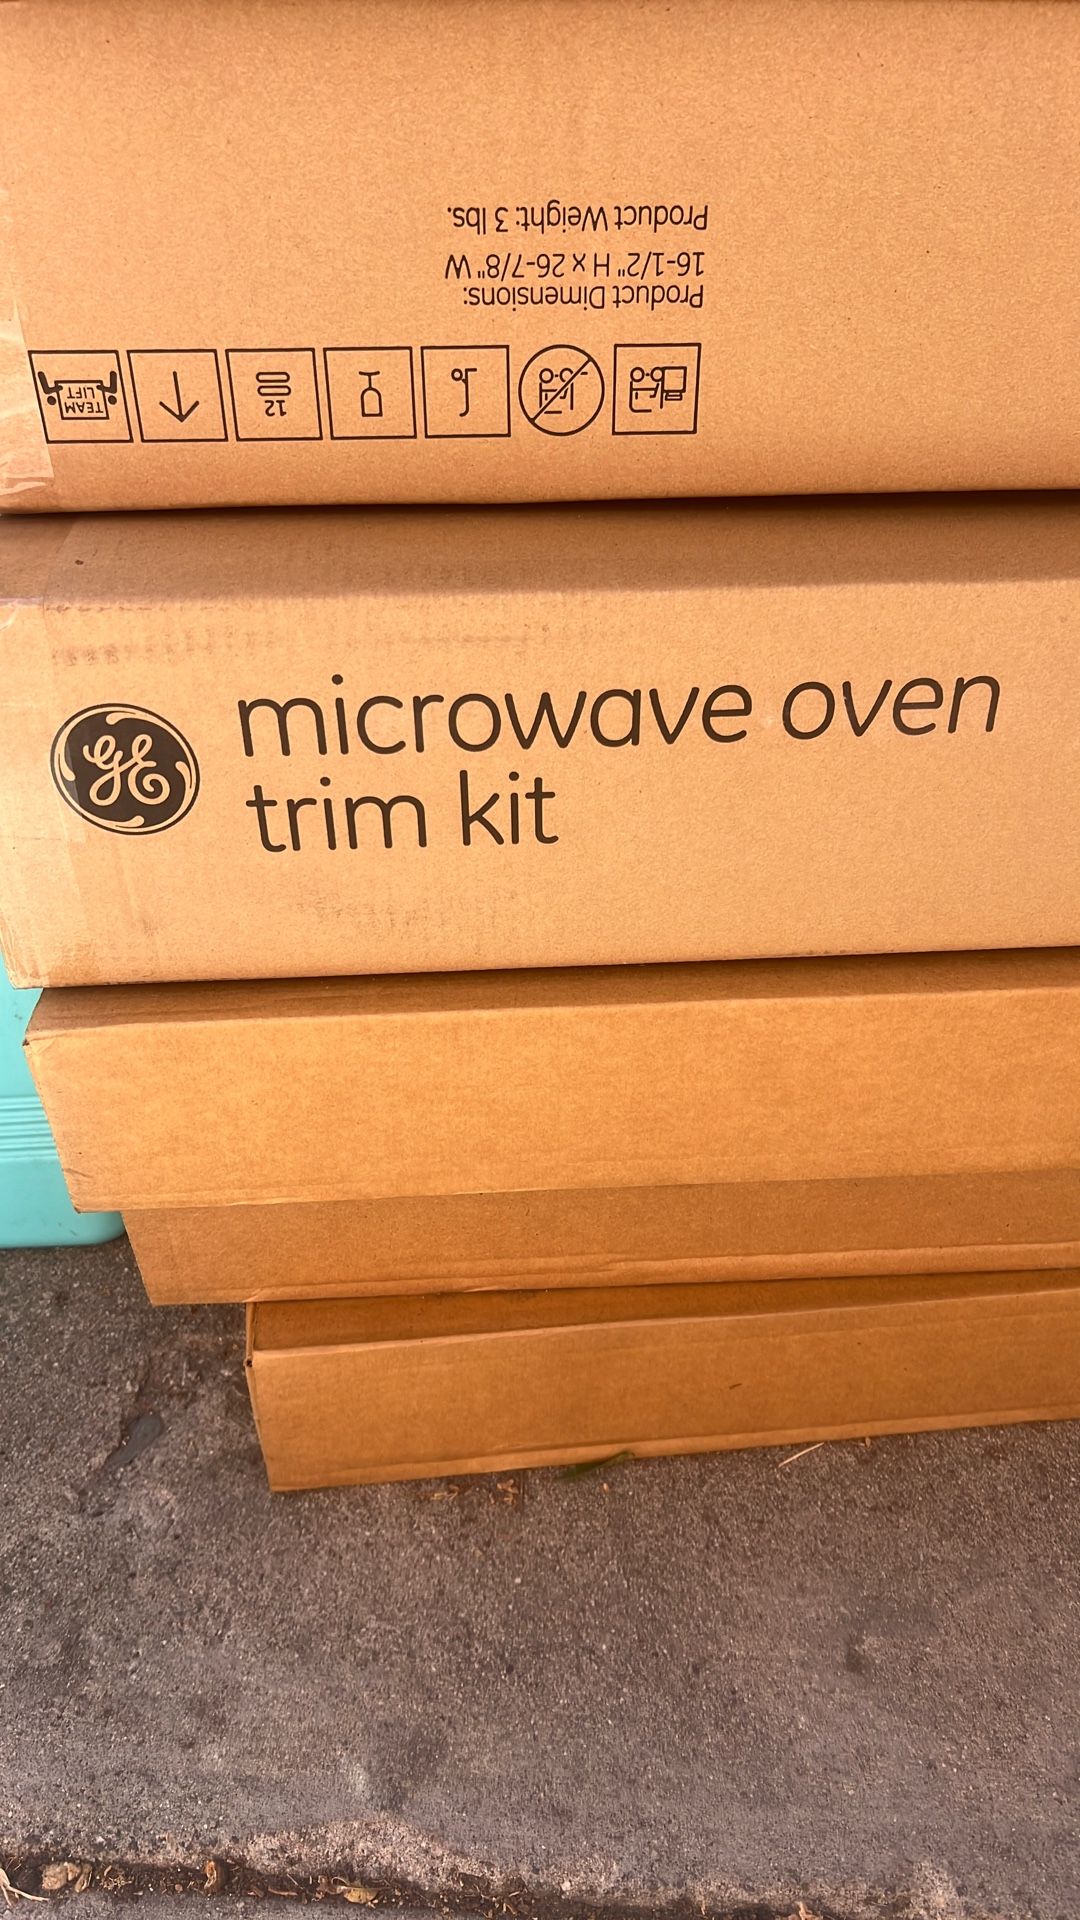 Product Weight: 3 lbs.
16-1/2" H x 26-7/8" W
Product Dimensions:
TEAM
LIFT
12
GE
microwave oven
trim kit